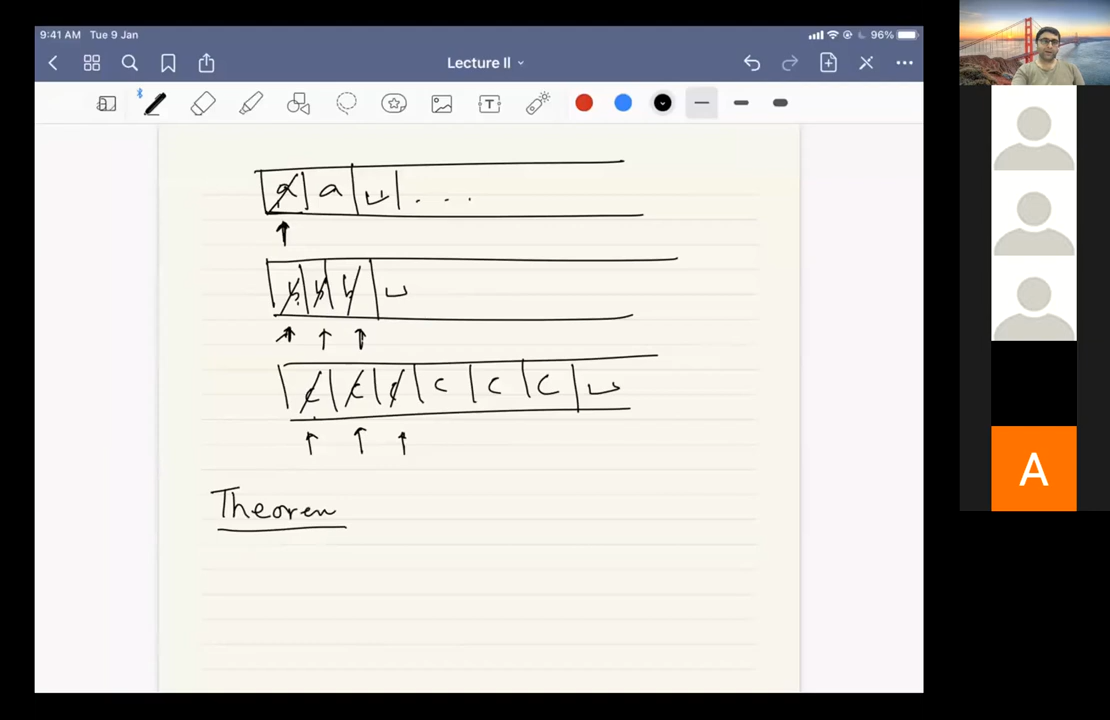 9:41 AM Tue 9 Jan
96%
Lecture II
T
a a ⊔ . . .
b b b ⊔
c c c c c c ⊔
Theorem
A